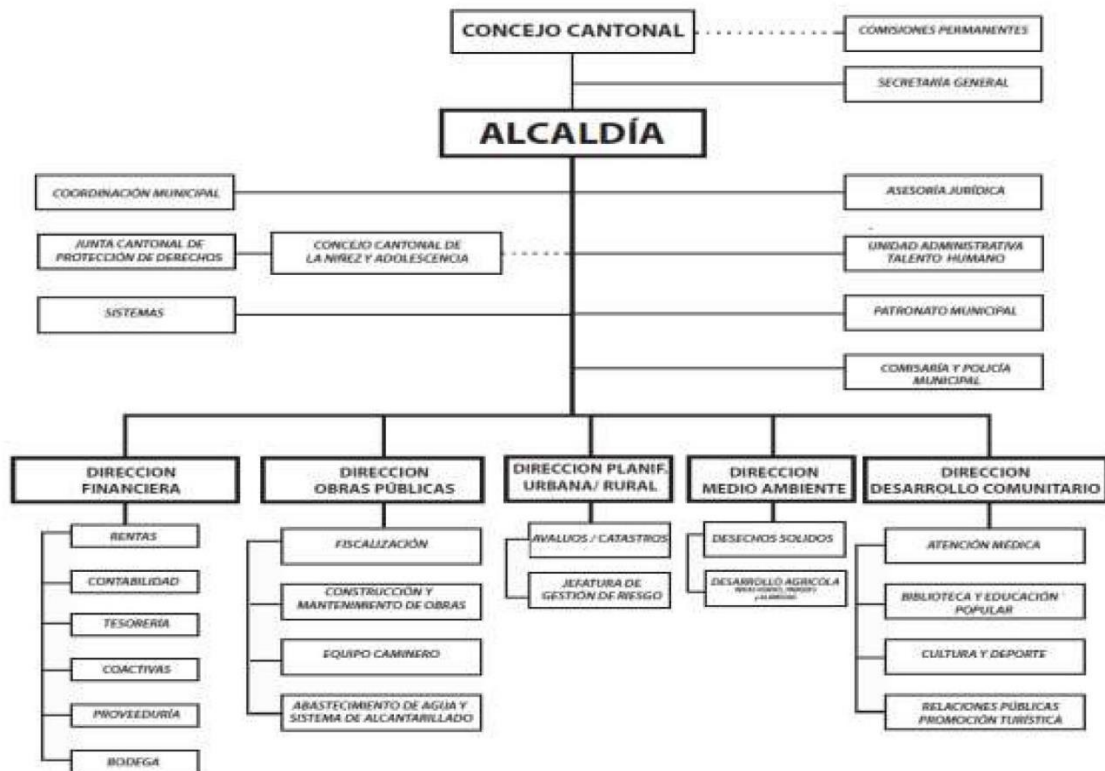 CONCEJO CANTONAL
COMISIONES PERMANENTES
SECRETARÍA GENERAL
ALCALDÍA
COORDINACIÓN MUNICIPAL
ASESORÍA JURÍDICA
JUNTA CANTONAL DE
PROTECCIÓN DE DERECHOS
CONCEJO CANTONAL DE
LA NIÑEZ Y ADOLESCENCIA
UNIDAD ADMINISTRATIVA
TALENTO HUMANO
SISTEMAS
PATRONATO MUNICIPAL
COMISARÍA Y POLICÍA
MUNICIPAL
DIRECCION
FINANCIERA
DIRECCION
OBRAS PÚBLICAS
DIRECCION PLANIF.
URBANA/ RURAL
DIRECCION
MEDIO AMBIENTE
DIRECCION
DESARROLLO COMUNITARIO
RENTAS
CONTABILIDAD
TESORERÍA
COACTIVAS
PROVEEDURÍA
BODEGA
FISCALIZACIÓN
CONSTRUCCIÓN Y
MANTENIMIENTO DE OBRAS
EQUIPO CAMINERO
ABASTECIMIENTO DE AGUA Y
SISTEMA DE ALCANTARILLADO
AVALUOS / CATASTROS
JEFATURA DE
GESTIÓN DE RIESGO
DESECHOS SOLIDOS
DESARROLLO AGRICOLA
ATENCIÓN MÉDICA
BIBLIOTECA Y EDUCACIÓN
POPULAR
CULTURA Y DEPORTE
RELACIONES PÚBLICAS
PROMOCIÓN TURÍSTICA